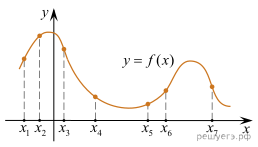 y
y = f(x)
x₁ x₂ x₃ x₄ x₅ x₆ x₇ x
решуегэ.рф